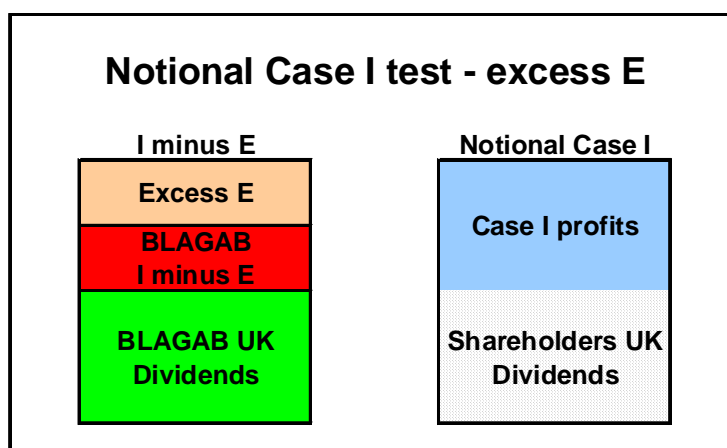 Notional Case I test - excess E
I minus E
Notional Case I
Excess E
BLAGAB
I minus E
Case I profits
BLAGAB UK
Dividends
Shareholders UK
Dividends